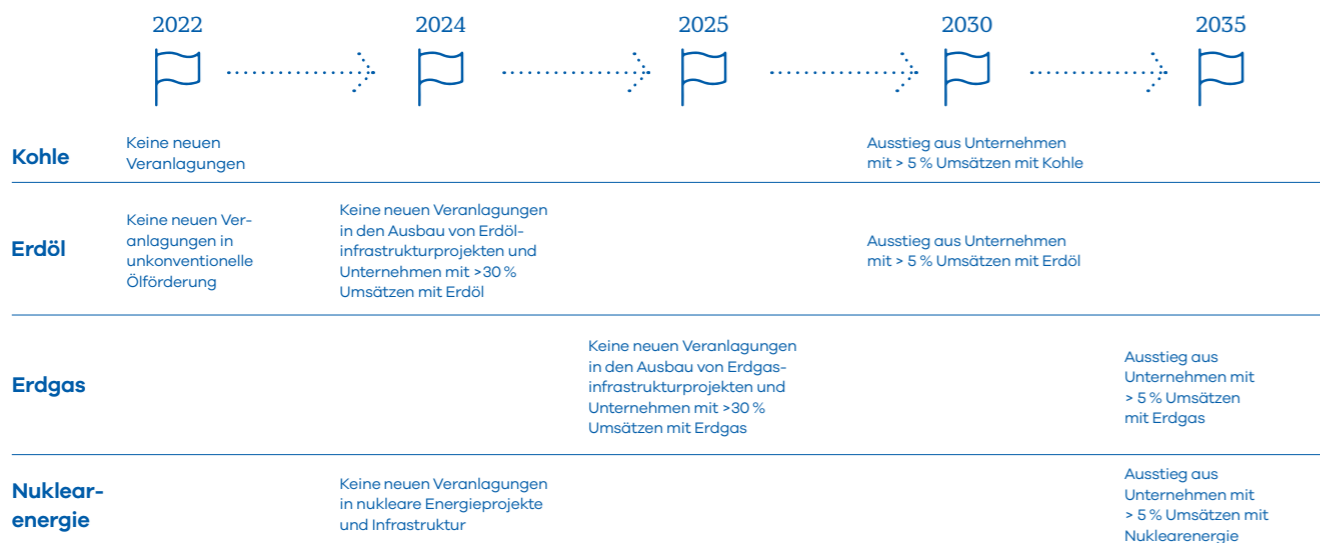 2022
2024
2025
2030
2035
Kohle
Keine neuen
Veranlagungen
Ausstieg aus Unternehmen
mit > 5 % Umsätzen mit Kohle
Erdöl
Keine neuen Ver-
anlagungen in
unkonventionelle
Ölförderung
Keine neuen Veranlagungen
in den Ausbau von Erdöl-
infrastrukturprojekten und
Unternehmen mit >30 %
Umsätzen mit Erdöl
Ausstieg aus Unternehmen
mit > 5 % Umsätzen mit Erdöl
Erdgas
Keine neuen Veranlagungen
in den Ausbau von Erdgas-
infrastrukturprojekten und
Unternehmen mit >30 %
Umsätzen mit Erdgas
Ausstieg aus
Unternehmen mit
> 5 % Umsätzen
mit Erdgas
Nuklear-
energie
Keine neuen Veranlagungen
in nukleare Energieprojekte
und Infrastruktur
Ausstieg aus
Unternehmen mit
> 5 % Umsätzen mit
Nuklearenergie